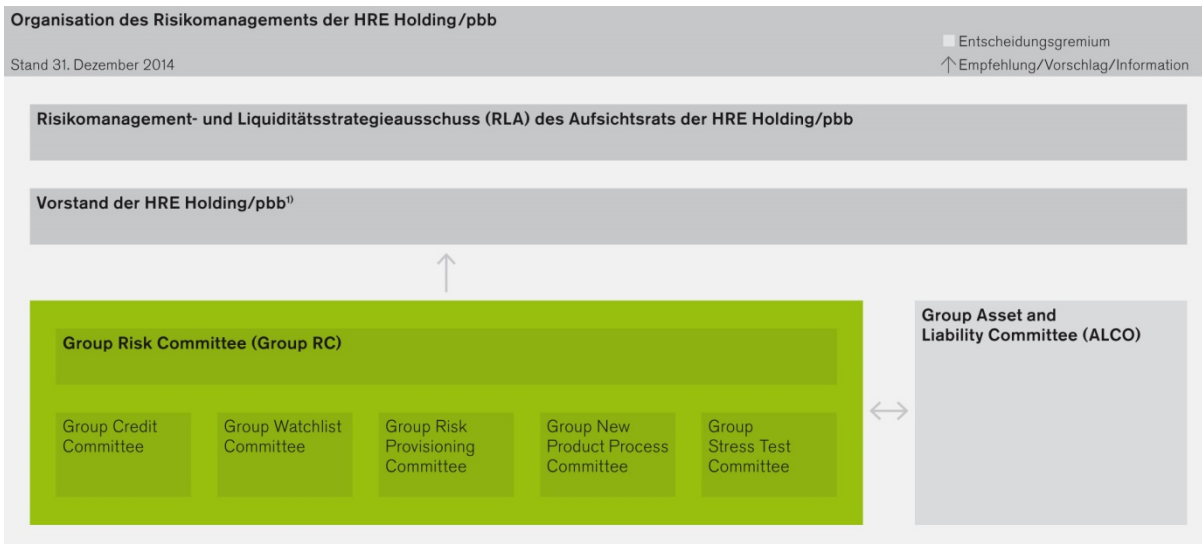 Organisation des Risikomanagements der HRE Holding/pbb
Entscheidungsgremium
Stand 31. Dezember 2014
Empfehlung/Vorschlag/Information
Risikomanagement- und Liquiditätsstrategieausschuss (RLA) des Aufsichtsrats der HRE Holding/pbb
Vorstand der HRE Holding/pbb¹⁾
Group Risk Committee (Group RC)
Group Credit
Committee
Group Watchlist
Committee
Group Risk
Provisioning
Committee
Group New
Product Process
Committee
Group
Stress Test
Committee
Group Asset and
Liability Committee (ALCO)